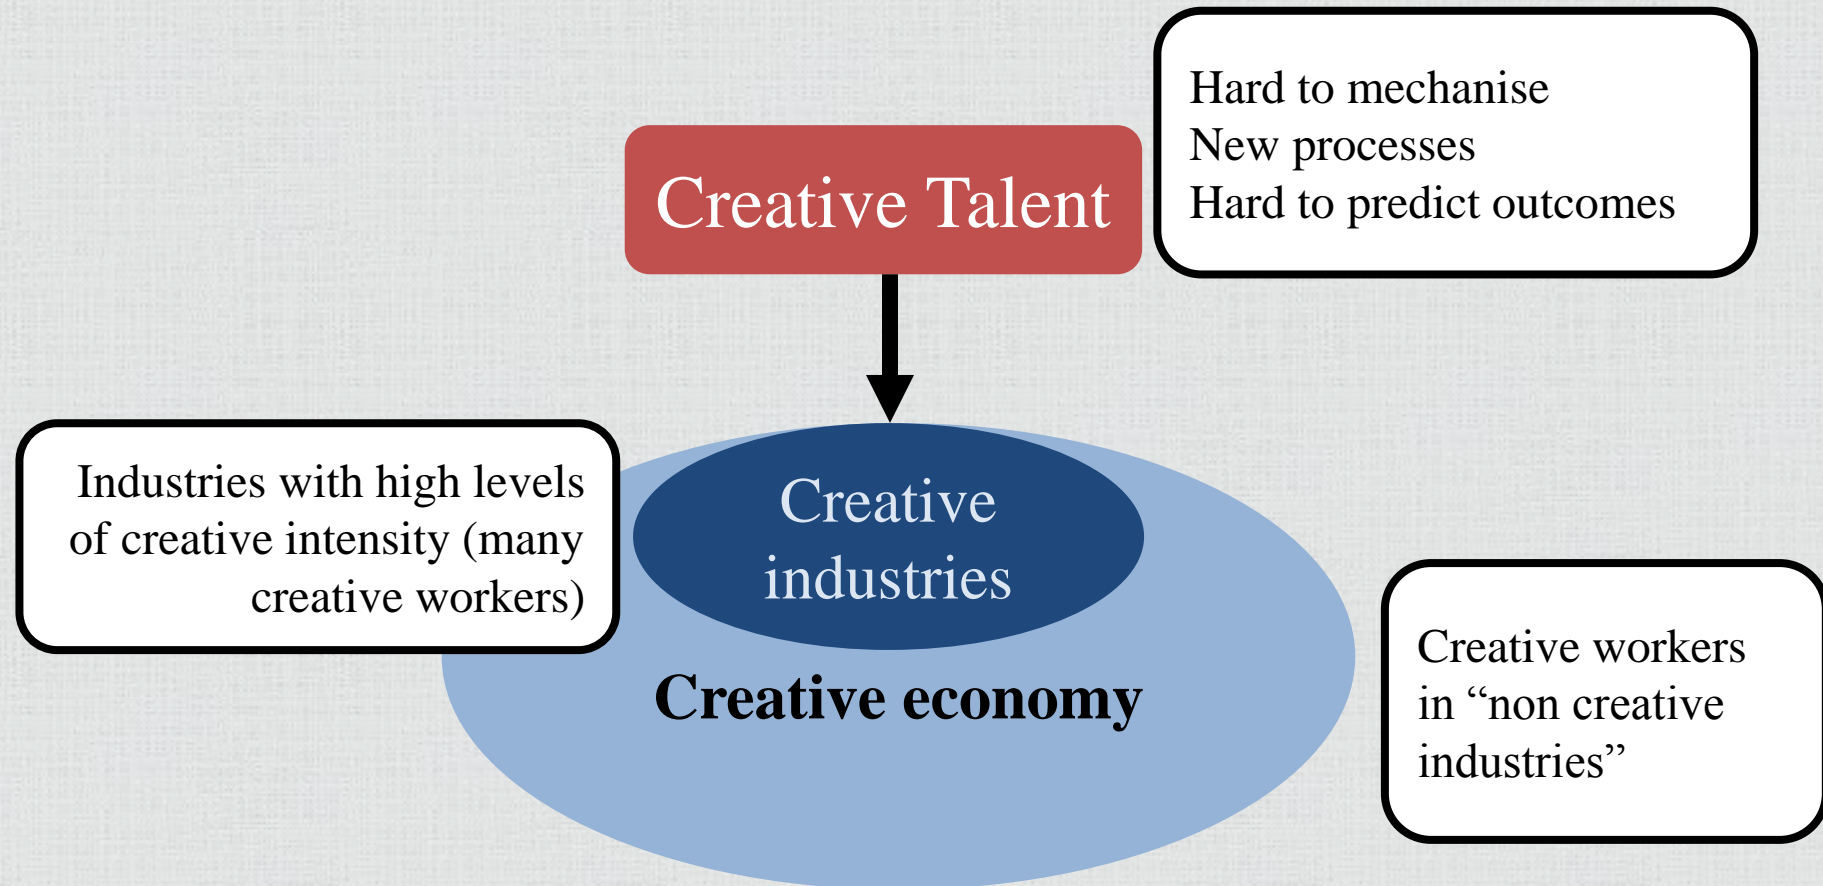 Hard to mechanise
New processes
Hard to predict outcomes
Creative Talent
Industries with high levels
of creative intensity (many
creative workers)
Creative
industries
Creative economy
Creative workers
in “non creative
industries”